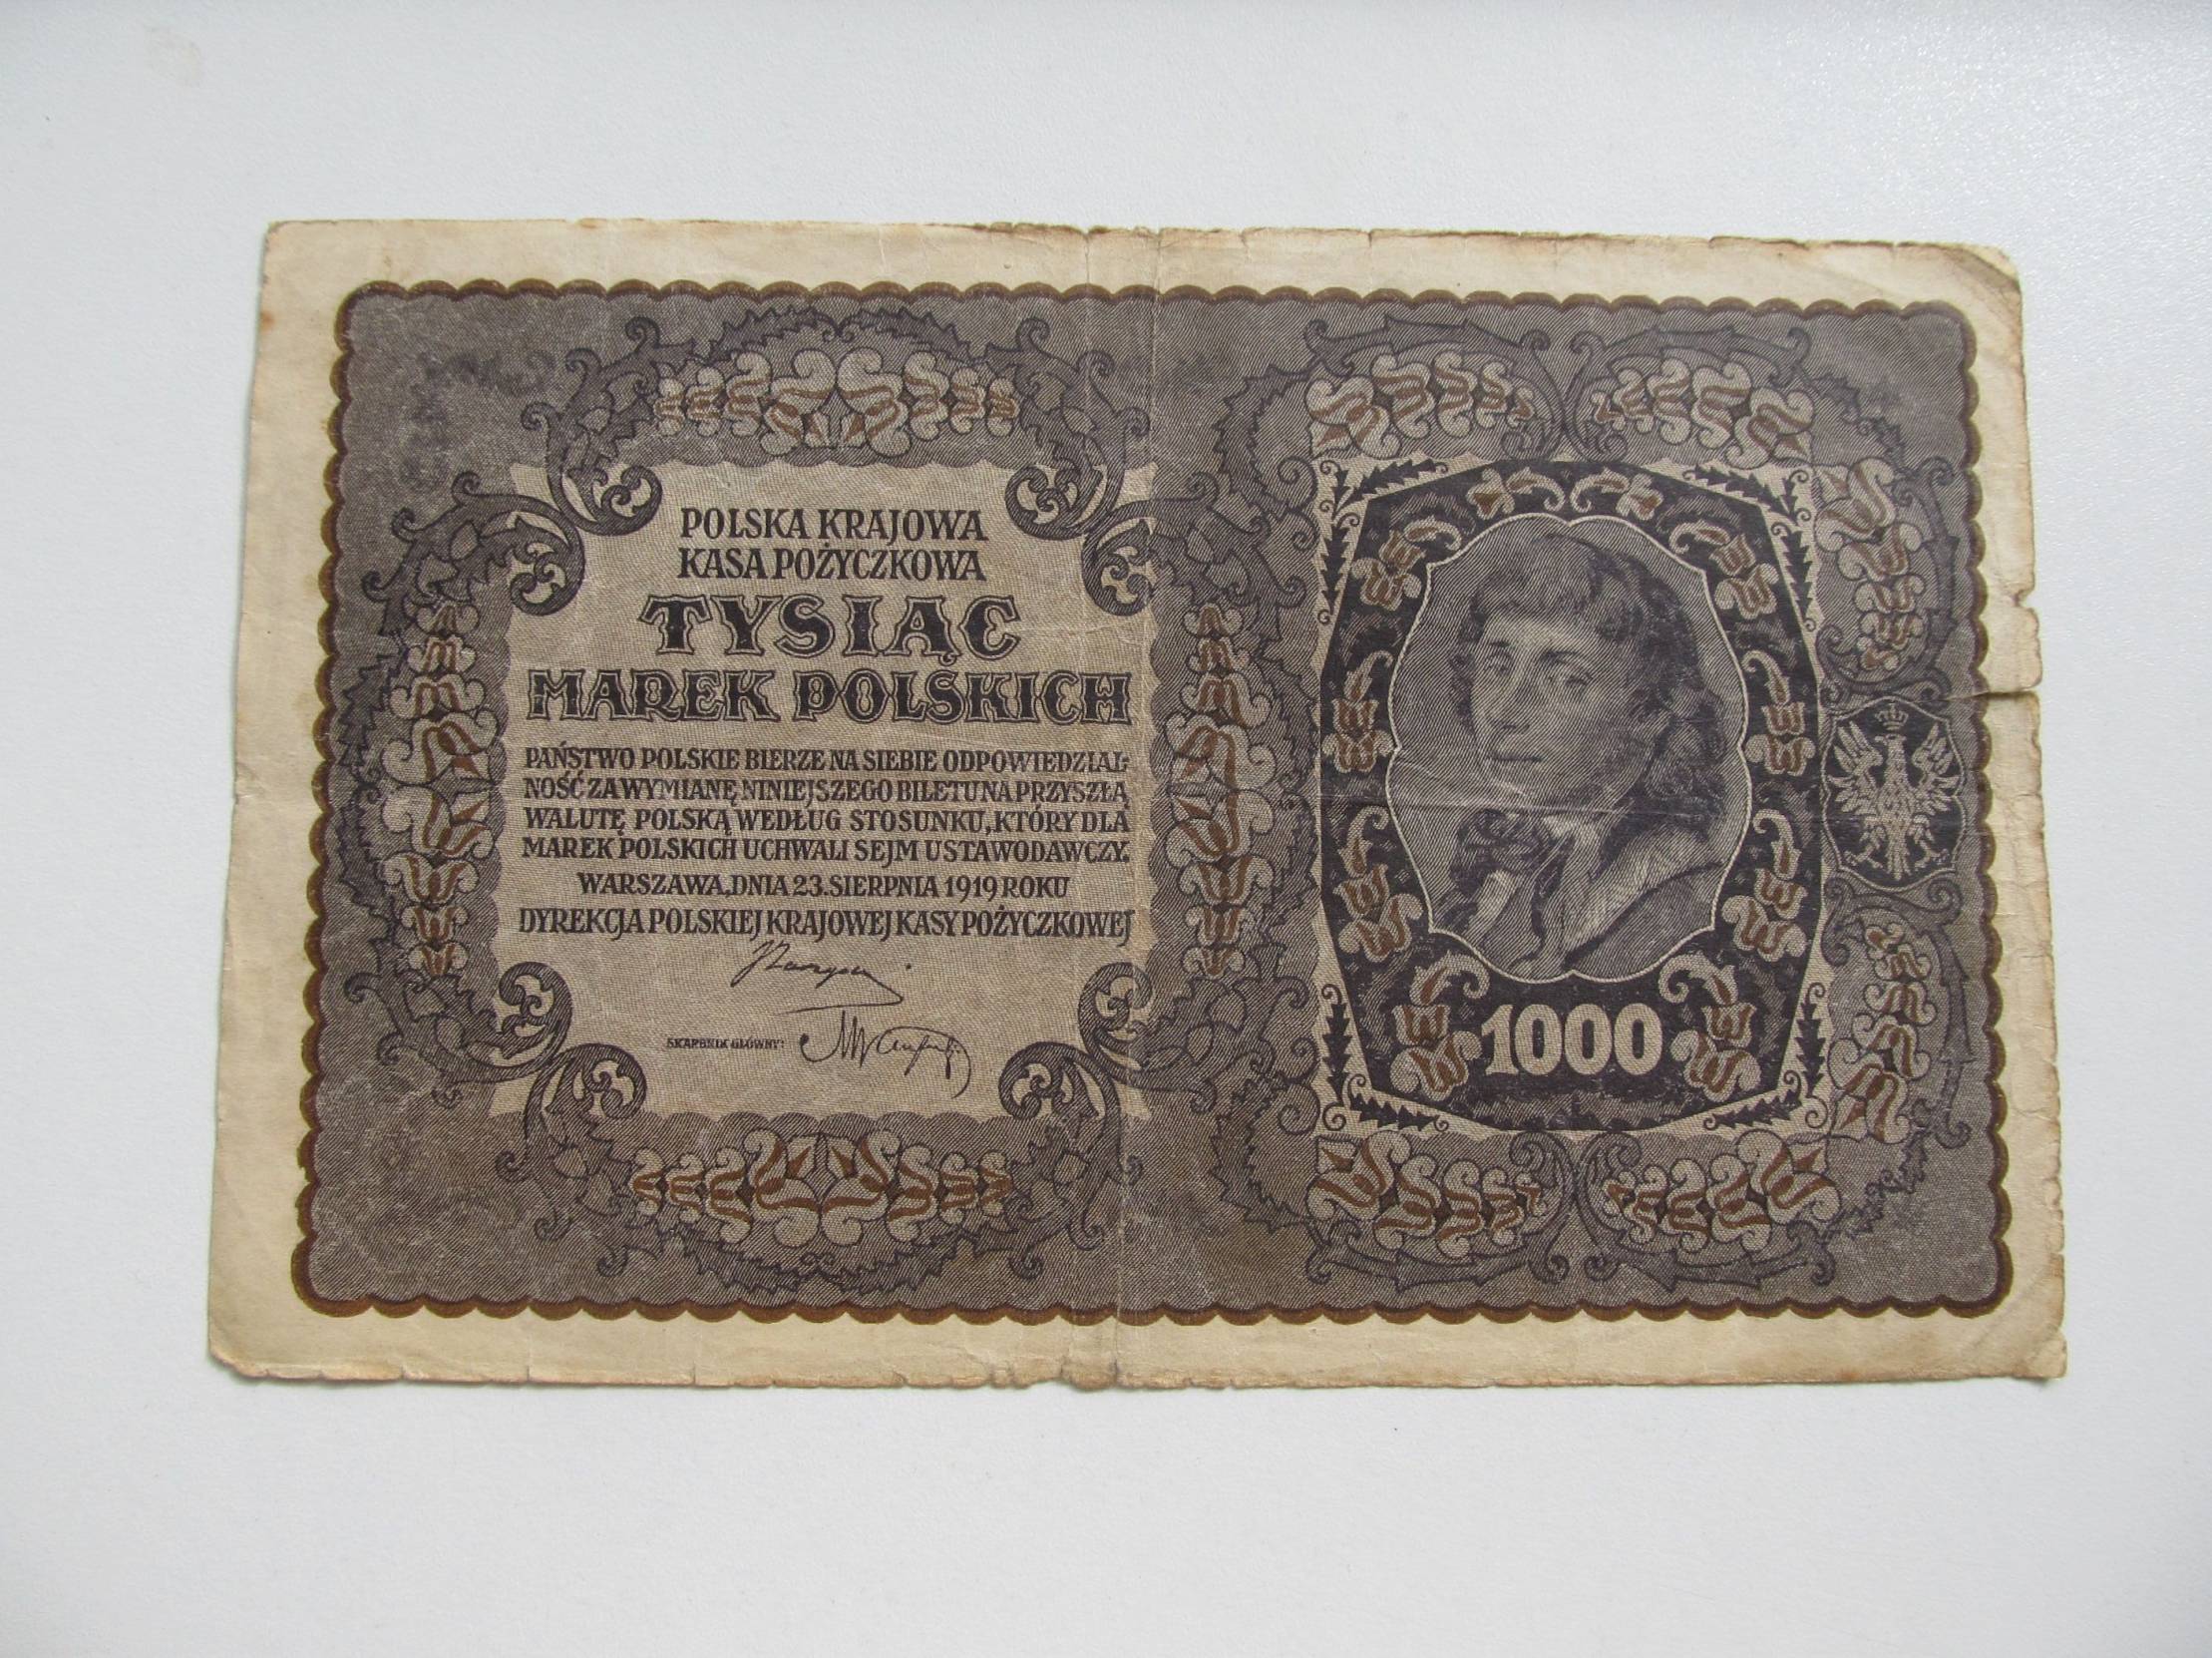 POLSKA KRAJOWA
KASA POŻYCZKOWA
TYSIĄC
MAREK POLSKICH
PAŃSTWO POLSKIE BIERZE NA SIEBIE ODPOWIEDZIAL-
NOŚĆ ZA WYMIANĘ NINIEJSZEGO BILETU NA PRZYSZŁĄ
WALUTĘ POLSKĄ WEDŁUG STOSUNKU, KTÓRY DLA
MAREK POLSKICH UCHWALI SEJM USTAWODAWCZY.
WARSZAWA, DNIA 23. SIERPNIA 1919 ROKU
DYREKCJA POLSKIEJ KRAJOWEJ KASY POŻYCZKOWEJ
SKARBNIK GŁÓWNY:
1000